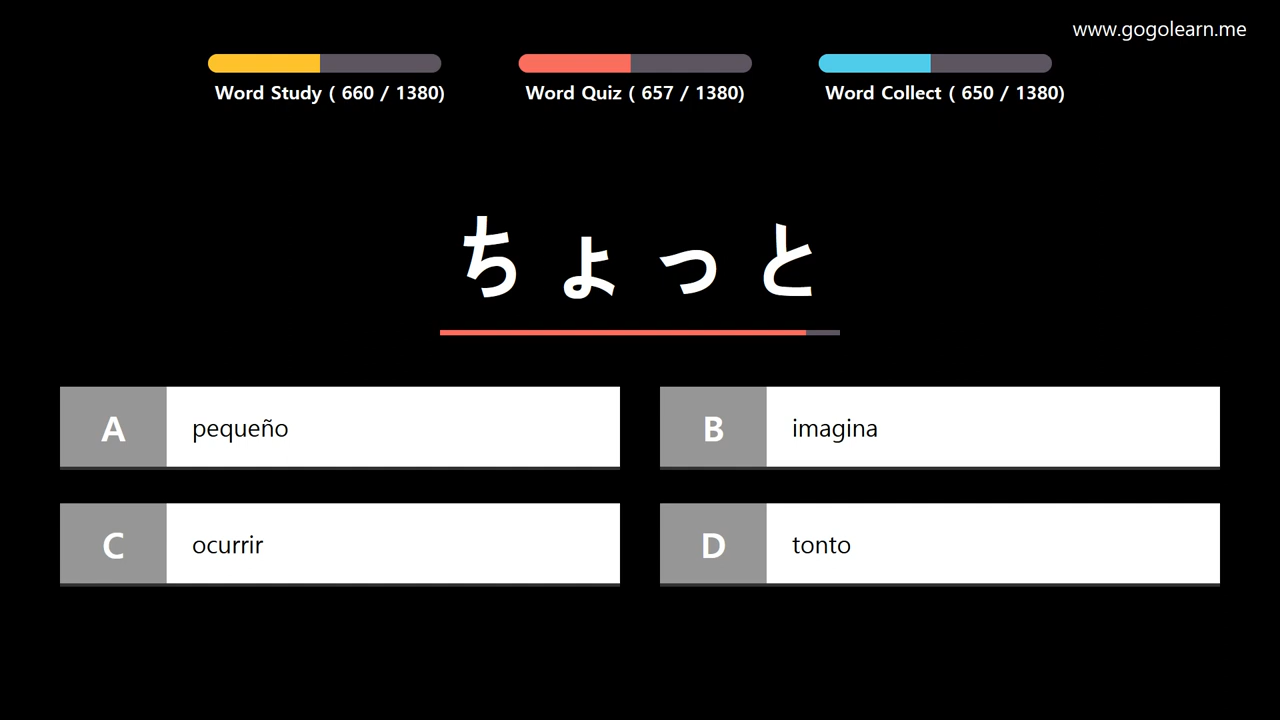 www.gogolearn.me
Word Study ( 660 / 1380)
Word Quiz ( 657 / 1380)
Word Collect ( 650 / 1380)
ちょっと
A pequeño
B imagina
C ocurrir
D tonto